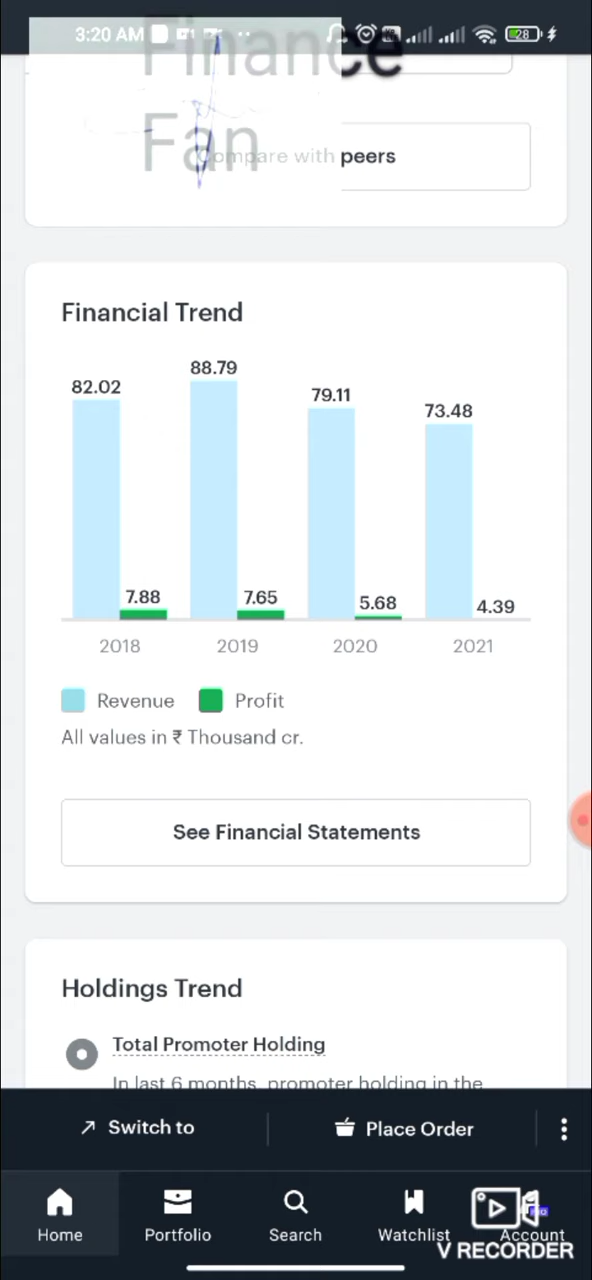 3:20 AM
28
Finance
Fan
Compare with peers
Financial Trend
82.02 88.79 79.11 73.48
7.88 7.65 5.68 4.39
2018 2019 2020 2021
Revenue Profit
All values in ₹ Thousand cr.
See Financial Statements
Holdings Trend
Total Promoter Holding
In last 6 months, promoter holding in the
Switch to Place Order
Home Portfolio Search Watchlist Account
V RECORDER